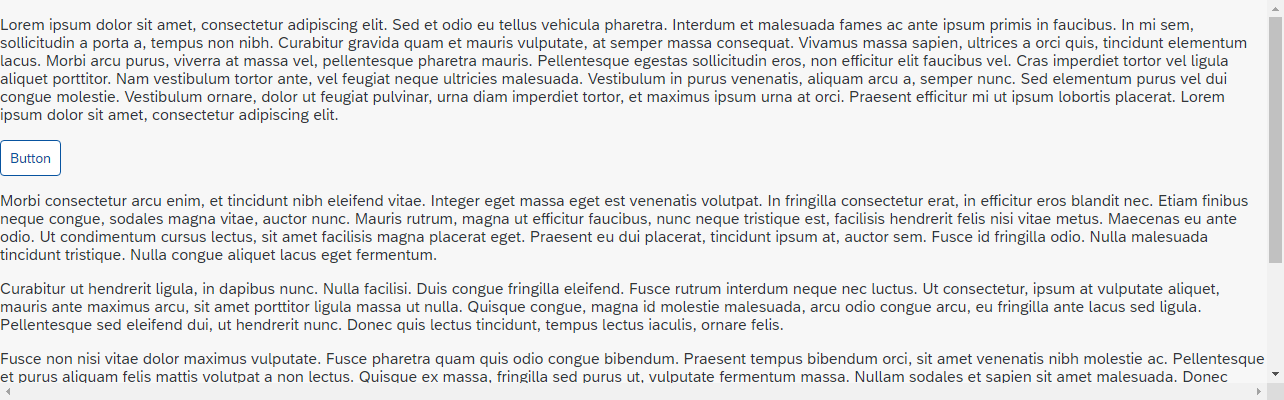 Lorem ipsum dolor sit amet, consectetur adipiscing elit. Sed et odio eu tellus vehicula pharetra. Interdum et malesuada fames ac ante ipsum primis in faucibus. In mi sem,
sollicitudin a porta a, tempus non nibh. Curabitur gravida quam et mauris vulputate, at semper massa consequat. Vivamus massa sapien, ultrices a orci quis, tincidunt elementum
lacus. Morbi arcu purus, viverra at massa vel, pellentesque pharetra mauris. Pellentesque egestas sollicitudin eros, non efficitur elit faucibus vel. Cras imperdiet tortor vel ligula
aliquet porttitor. Nam vestibulum tortor ante, vel feugiat neque ultricies malesuada. Vestibulum in purus venenatis, aliquam arcu a, semper nunc. Sed elementum purus vel dui
congue molestie. Vestibulum ornare, dolor ut feugiat pulvinar, urna diam imperdiet tortor, et maximus ipsum urna at orci. Praesent efficitur mi ut ipsum lobortis placerat. Lorem
ipsum dolor sit amet, consectetur adipiscing elit.
Button
Morbi consectetur arcu enim, et tincidunt nibh eleifend vitae. Integer eget massa eget est venenatis volutpat. In fringilla consectetur erat, in efficitur eros blandit nec. Etiam finibus
neque congue, sodales magna vitae, auctor nunc. Mauris rutrum, magna ut efficitur faucibus, nunc neque tristique est, facilisis hendrerit felis nisi vitae metus. Maecenas eu ante
odio. Ut condimentum cursus lectus, sit amet facilisis magna placerat eget. Praesent eu dui placerat, tincidunt ipsum at, auctor sem. Fusce id fringilla odio. Nulla malesuada
tincidunt tristique. Nulla congue aliquet lacus eget fermentum.
Curabitur ut hendrerit ligula, in dapibus nunc. Nulla facilisi. Duis congue fringilla eleifend. Fusce rutrum interdum neque nec luctus. Ut consectetur, ipsum at vulputate aliquet,
mauris ante maximus arcu, sit amet porttitor ligula massa ut nulla. Quisque congue, magna id molestie malesuada, arcu odio congue arcu, eu fringilla ante lacus sed ligula.
Pellentesque sed eleifend dui, ut hendrerit nunc. Donec quis lectus tincidunt, tempus lectus iaculis, ornare felis.
Fusce non nisi vitae dolor maximus vulputate. Fusce pharetra quam quis odio congue bibendum. Praesent tempus bibendum orci, sit amet venenatis nibh molestie ac. Pellentesque
et purus aliquam felis mattis volutpat a non lectus. Quisque ex massa, fringilla sed purus ut, vulputate fermentum massa. Nullam sodales et sapien sit amet malesuada. Donec